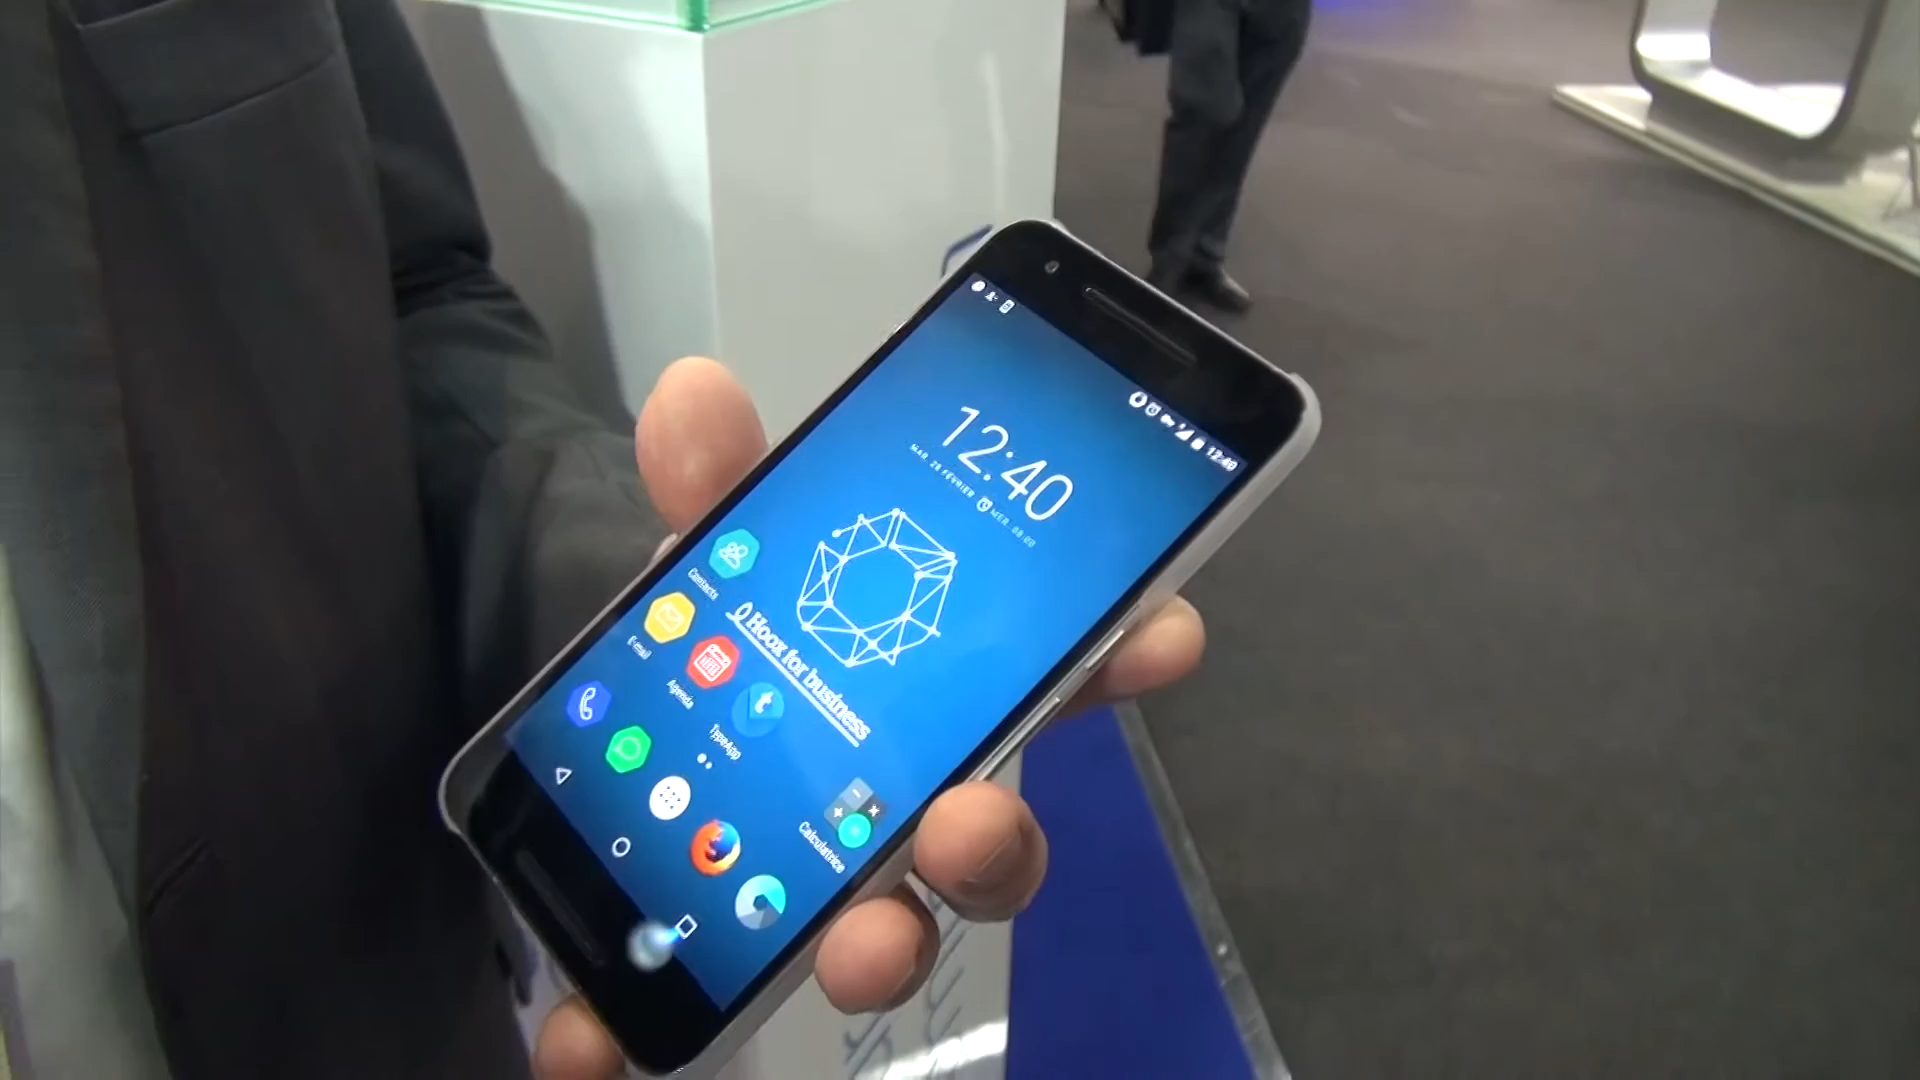 12:40
12:40
MAR. 28 FÉVRIER MER. 08:00
Contacts
Hoox for business
E-mail
Agenda
TypeApp
Calculatrice